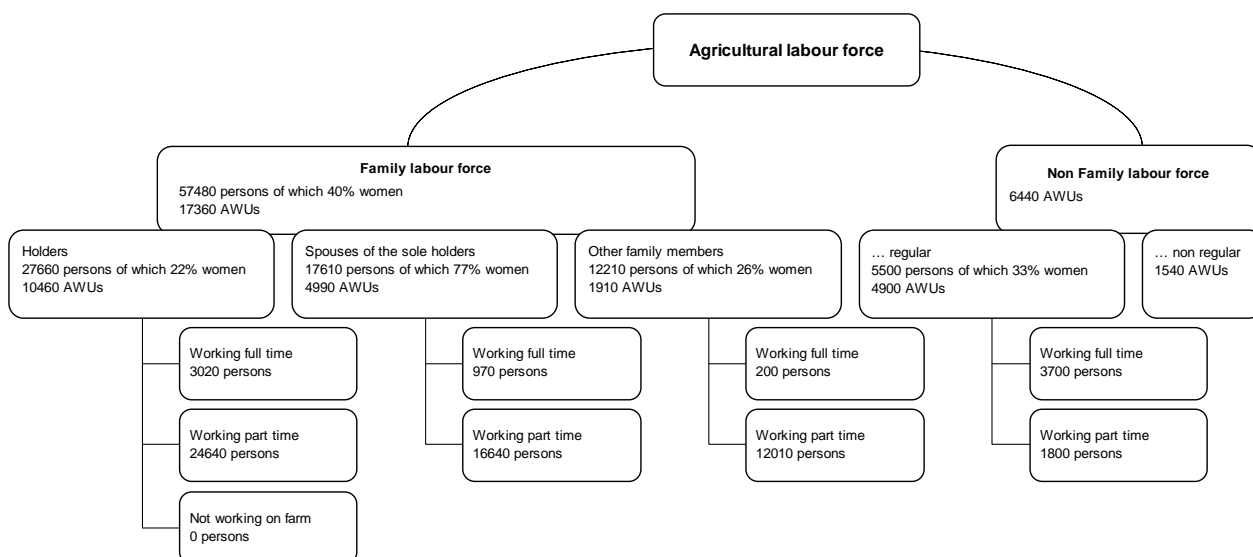 Agricultural labour force
Family labour force
57480 persons of which 40% women
17360 AWUs
Non Family labour force
6440 AWUs
Holders
27660 persons of which 22% women
10460 AWUs
Spouses of the sole holders
17610 persons of which 77% women
4990 AWUs
Other family members
12210 persons of which 26% women
1910 AWUs
... regular
5500 persons of which 33% women
4900 AWUs
... non regular
1540 AWUs
Working full time
3020 persons
Working full time
970 persons
Working full time
200 persons
Working full time
3700 persons
Working part time
24640 persons
Working part time
16640 persons
Working part time
12010 persons
Working part time
1800 persons
Not working on farm
0 persons